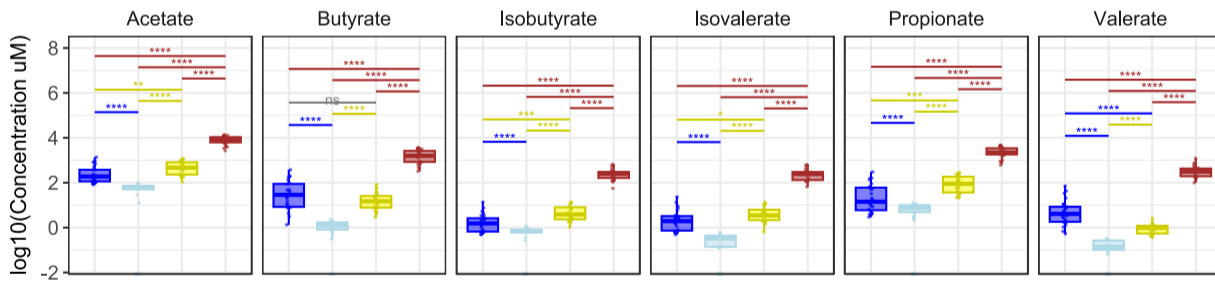 Acetate Butyrate Isobutyrate Isovalerate Propionate Valerate
log10(Concentration uM)
8
6
4
2
0
-2
**** **** **** ** **** ****
**** **** **** ns **** ****
**** **** **** *** **** ****
**** **** **** * **** ****
**** **** **** *** **** ****
**** **** **** **** **** ****